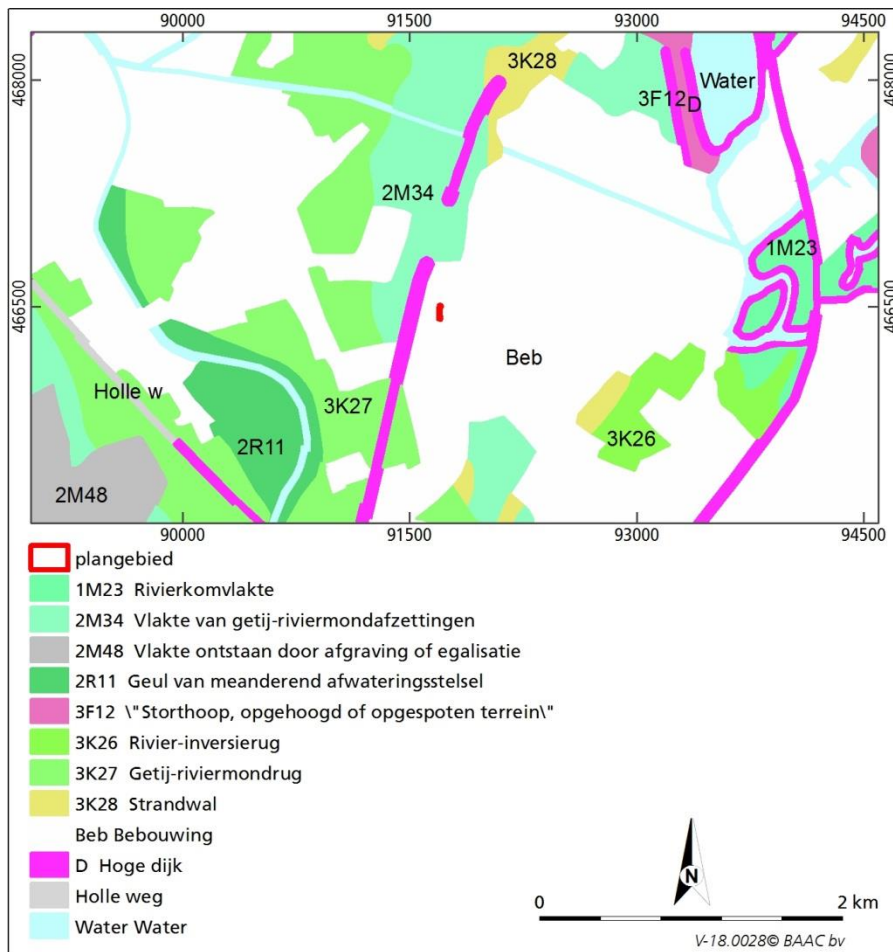 90000 91500 93000 94500
468000 468000
3K28
Water
3F12 D
2M34
1M23
466500 466500
Beb
Holle w
3K27
3K26
2R11
2M48
90000 91500 93000 94500
plangebied
1M23 Rivierkomvlakte
2M34 Vlakte van getij-riviermondafzettingen
2M48 Vlakte ontstaan door afgraving of egalisatie
2R11 Geul van meanderend afwateringsstelsel
3F12 \"Storthoop, opgehoogd of opgespoten terrein\"
3K26 Rivier-inversierug
3K27 Getij-riviermondrug
3K28 Strandwal
Beb Bebouwing
D Hoge dijk
Holle weg
Water Water
N
0 2 km
V-18.0028© BAAC bv